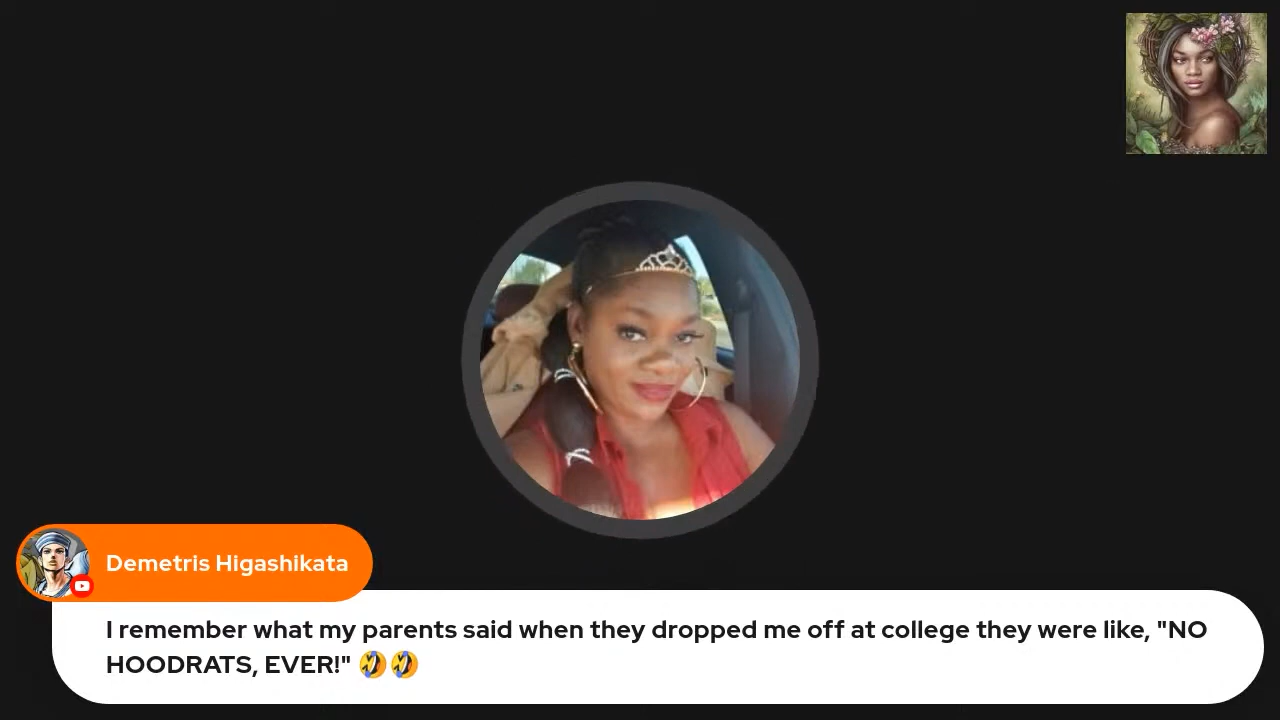 Demetris Higashikata
I remember what my parents said when they dropped me off at college they were like, "NO
HOODRATS, EVER!" 🤣🤣